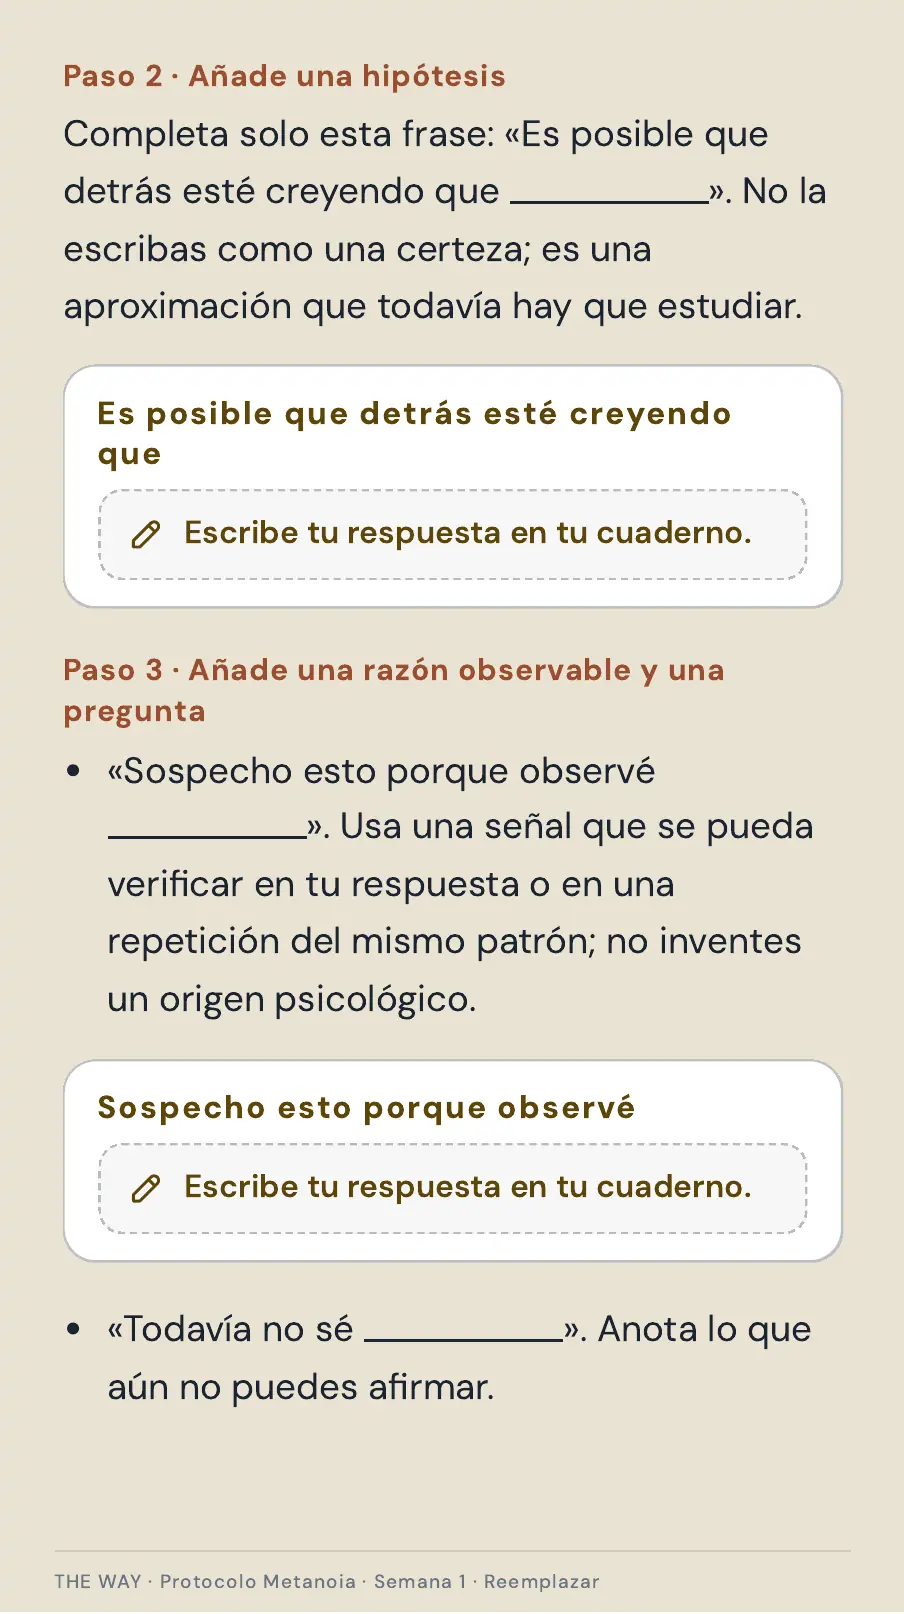 Paso 2 · Añade una hipótesis
Completa solo esta frase: «Es posible que
detrás esté creyendo que __________». No la
escribas como una certeza; es una
aproximación que todavía hay que estudiar.
Es posible que detrás esté creyendo
que
Escribe tu respuesta en tu cuaderno.
Paso 3 · Añade una razón observable y una
pregunta
• «Sospecho esto porque observé
__________». Usa una señal que se pueda
verificar en tu respuesta o en una
repetición del mismo patrón; no inventes
un origen psicológico.
Sospecho esto porque observé
Escribe tu respuesta en tu cuaderno.
• «Todavía no sé __________». Anota lo que
aún no puedes afirmar.
THE WAY · Protocolo Metanoia · Semana 1 · Reemplazar